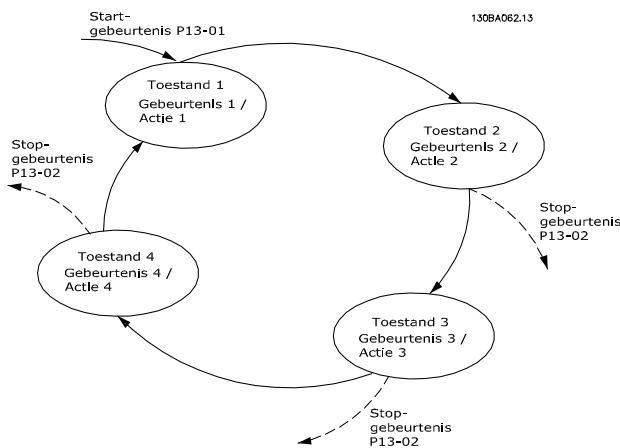 Start-
gebeurtenis P13-01
130BA062.13
Toestand 1
Gebeurtenis 1 /
Actie 1
Toestand 2
Gebeurtenis 2 /
Actie 2
Stop-
gebeurtenis
P13-02
Stop-
gebeurtenis
P13-02
Toestand 4
Gebeurtenis 4 /
Actie 4
Toestand 3
Gebeurtenis 3 /
Actie 3
Stop-
gebeurtenis
P13-02